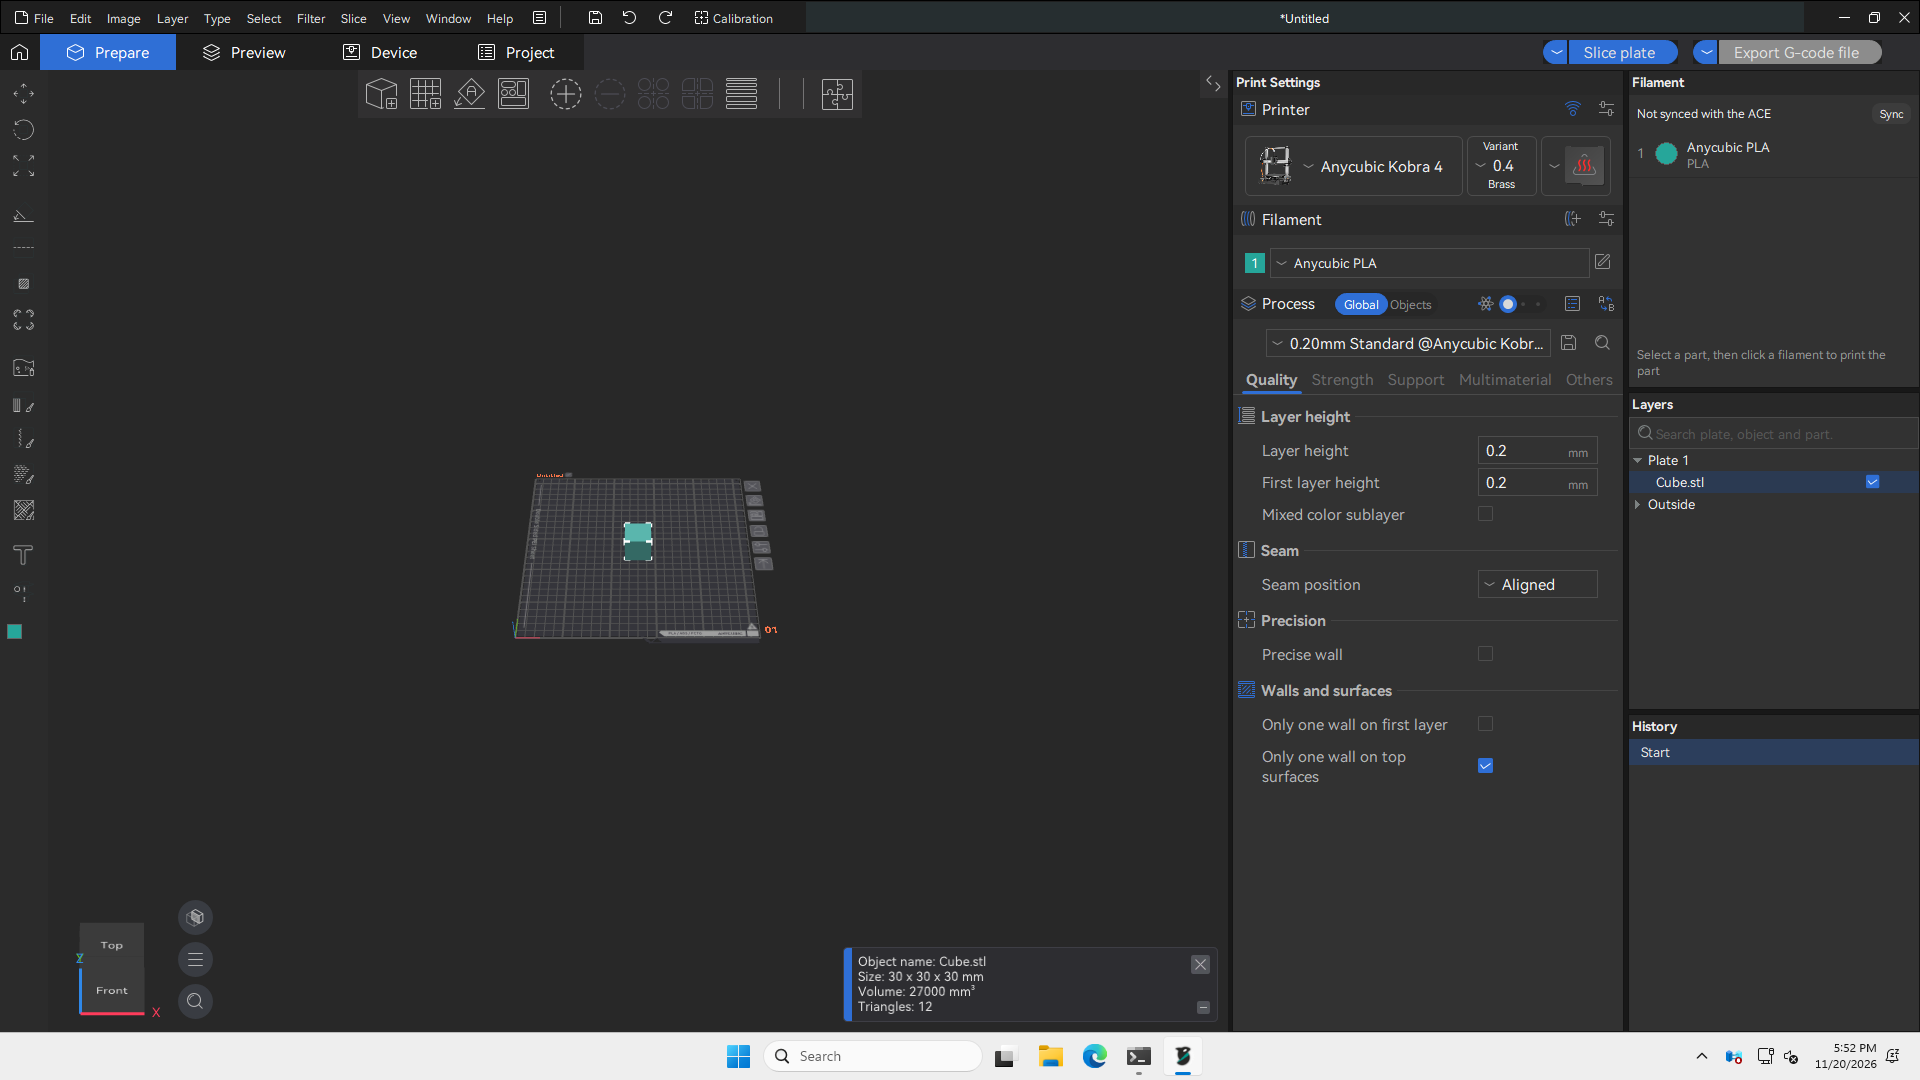 File Edit Image Layer Type Select Filter Slice View Window Help Calibration *Untitled
Prepare Preview Device Project Slice plate Export G-code file
Print Settings
Printer
Anycubic Kobra 4
Variant
0.4
Brass
Filament
1 Anycubic PLA
Process Global Objects
0.20mm Standard @Anycubic Kobr...
Quality Strength Support Multimaterial Others
Layer height
Layer height 0.2 mm
First layer height 0.2 mm
Mixed color sublayer
Seam
Seam position Aligned
Precision
Precise wall
Walls and surfaces
Only one wall on first layer
Only one wall on top
surfaces
Filament
Not synced with the ACE Sync
1 Anycubic PLA
PLA
Select a part, then click a filament to print the
part
Layers
Search plate, object and part.
Plate 1
Cube.stl
Outside
History
Start
Untitled
Top
Front
Y
X
Object name: Cube.stl
Size: 30 x 30 x 30 mm
Volume: 27000 mm³
Triangles: 12
Search
5:52 PM
11/20/2026